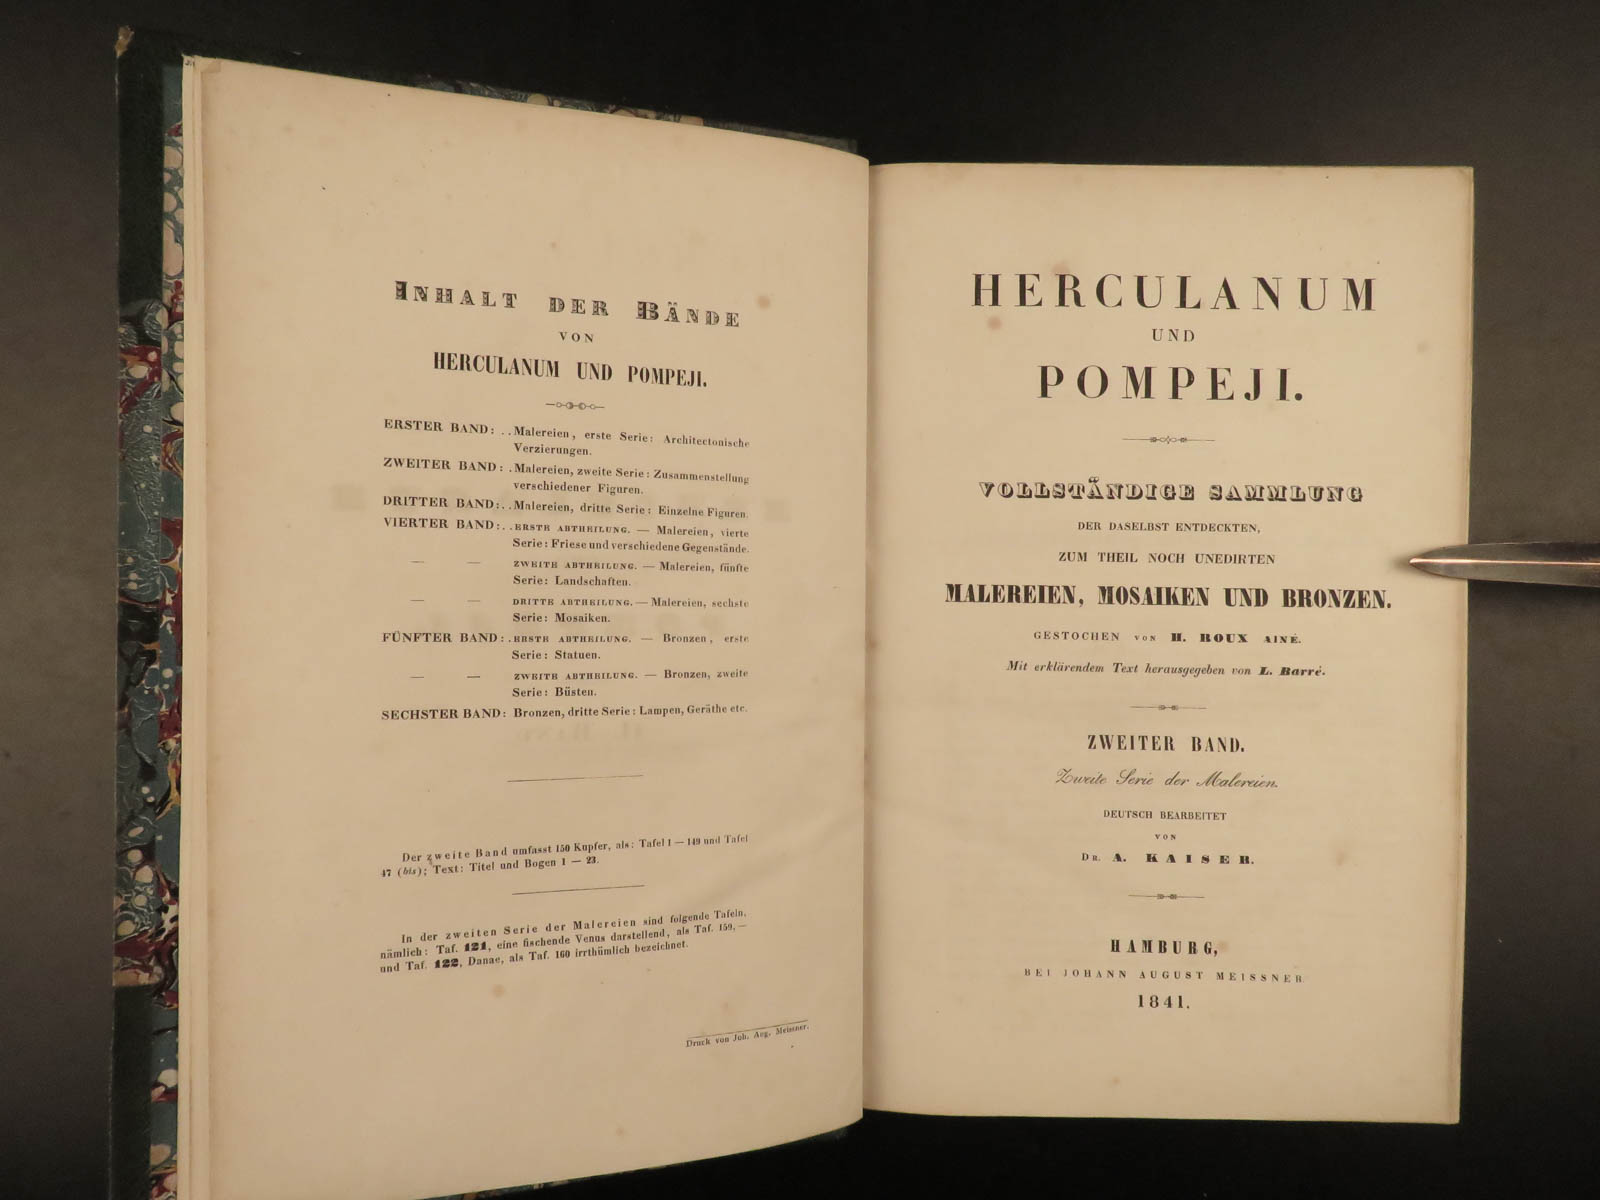 INHALT DER BÄNDE
VON
HERCULANUM UND POMPEJI.
ERSTER BAND: . . Malereien, erste Serie: Architectonische
Verzierungen.
ZWEITER BAND: . Malereien, zweite Serie: Zusammenstellung
verschiedener Figuren.
DRITTER BAND: . . Malereien, dritte Serie: Einzelne Figuren.
VIERTER BAND: . . ERSTE ABTHEILUNG. — Malereien, vierte
Serie: Friese und verschiedene Gegenstände.
— — ZWEITE ABTHEILUNG. — Malereien, fünfte
Serie: Landschaften.
— — DRITTE ABTHEILUNG. — Malereien, sechste
Serie: Mosaiken.
FÜNFTER BAND: . ERSTE ABTHEILUNG. — Bronzen, erste
Serie: Statuen.
— — ZWEITE ABTHEILUNG. — Bronzen, zweite
Serie: Büsten.
SECHSTER BAND: Bronzen, dritte Serie: Lampen, Geräthe etc.
Der zweite Band umfasst 150 Kupfer, als: Tafel 1 — 149 und Tafel
47 (bis); Text: Titel und Bogen 1 — 23.
In der zweiten Serie der Malereien sind folgende Tafeln,
nämlich: Taf. 121, eine fischende Venus darstellend, als Taf. 159, —
und Taf. 122, Danae, als Taf. 160 irrthümlich bezeichnet.
Druck von Joh. Aug. Meissner.
HERCULANUM
UND
POMPEJI.
VOLLSTÄNDIGE SAMMLUNG
DER DASELBST ENTDECKTEN,
ZUM THEIL NOCH UNEDIRTEN
MALEREIEN, MOSAIKEN UND BRONZEN.
GESTOCHEN VON H. ROUX AINÉ.
Mit erklärendem Text herausgegeben von L. Barré.
ZWEITER BAND.
Zweite Serie der Malereien.
DEUTSCH BEARBEITET
VON
DR. A. KAISER.
HAMBURG,
BEI JOHANN AUGUST MEISSNER
1841.